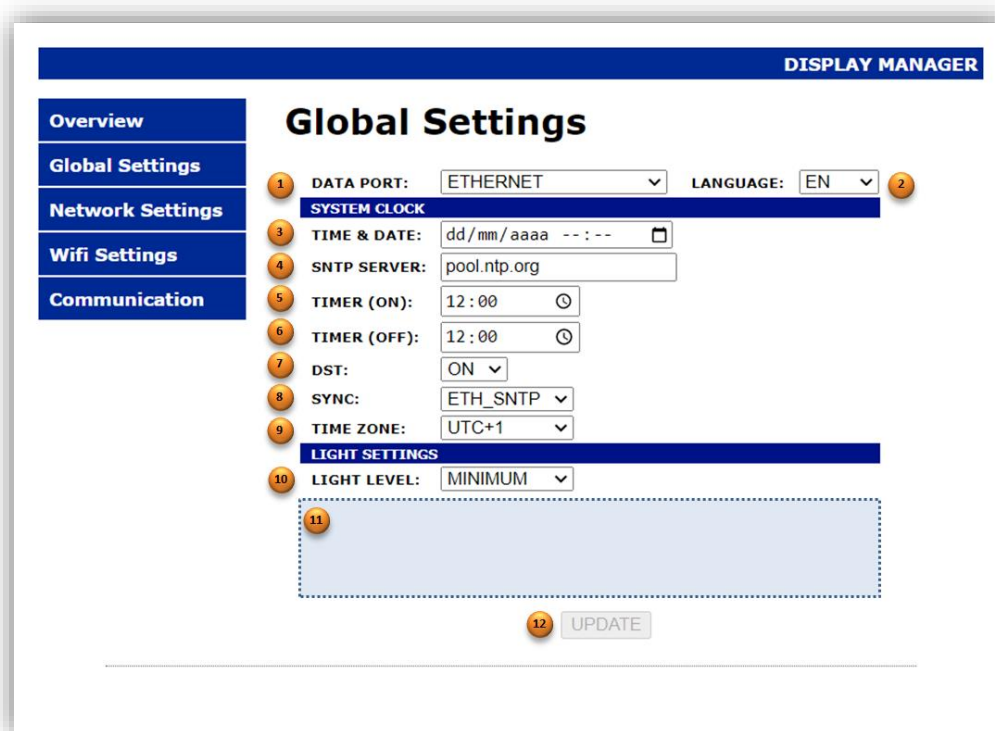 DISPLAY MANAGER
Overview
Global Settings
Network Settings
Wifi Settings
Communication
Global Settings
1 DATA PORT: ETHERNET LANGUAGE: EN 2
SYSTEM CLOCK
3 TIME & DATE: dd/mm/aaaa --:--
4 SNTP SERVER: pool.ntp.org
5 TIMER (ON): 12:00
6 TIMER (OFF): 12:00
7 DST: ON
8 SYNC: ETH_SNTP
9 TIME ZONE: UTC+1
LIGHT SETTINGS
10 LIGHT LEVEL: MINIMUM
11
12 UPDATE